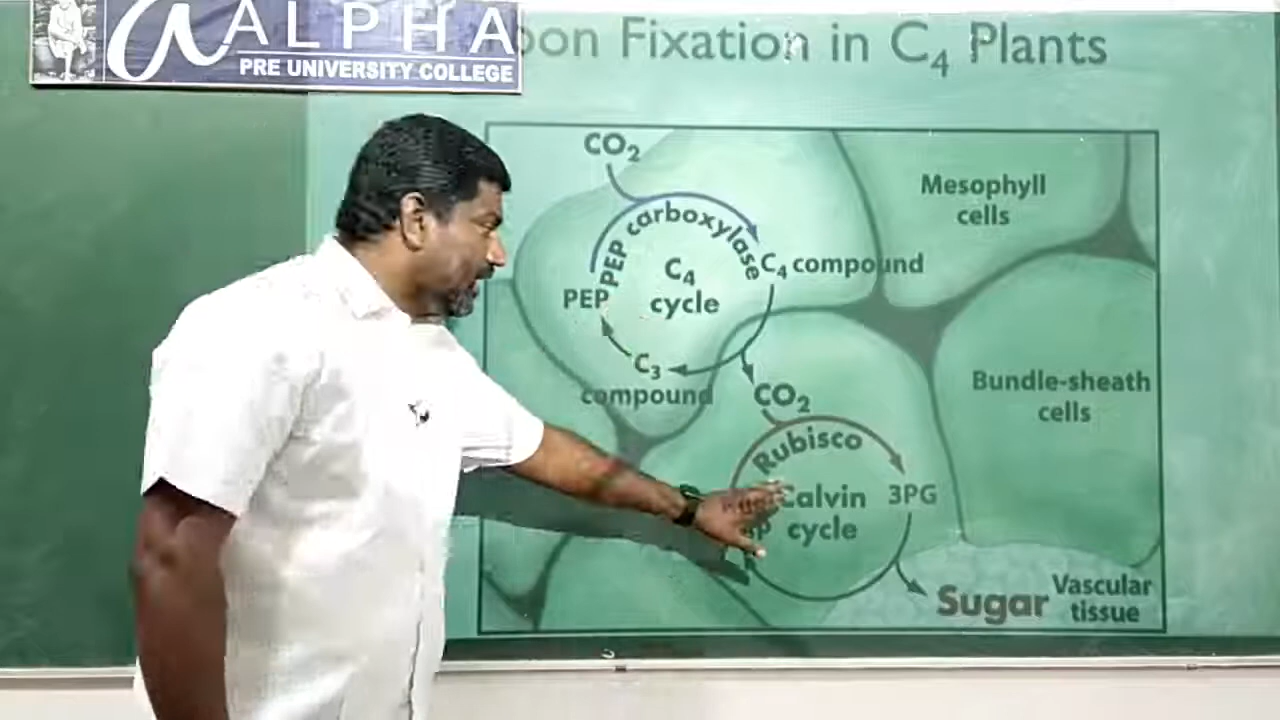 ALPHA
PRE UNIVERSITY COLLEGE
Fixation in C₄ Plants
CO₂
Mesophyll
cells
PEP carboxylase
C₄
cycle
C₄ compound
PEP
C₃
compound
CO₂
Bundle-sheath
cells
Rubisco
Calvin
cycle
3PG
Sugar
Vascular
tissue